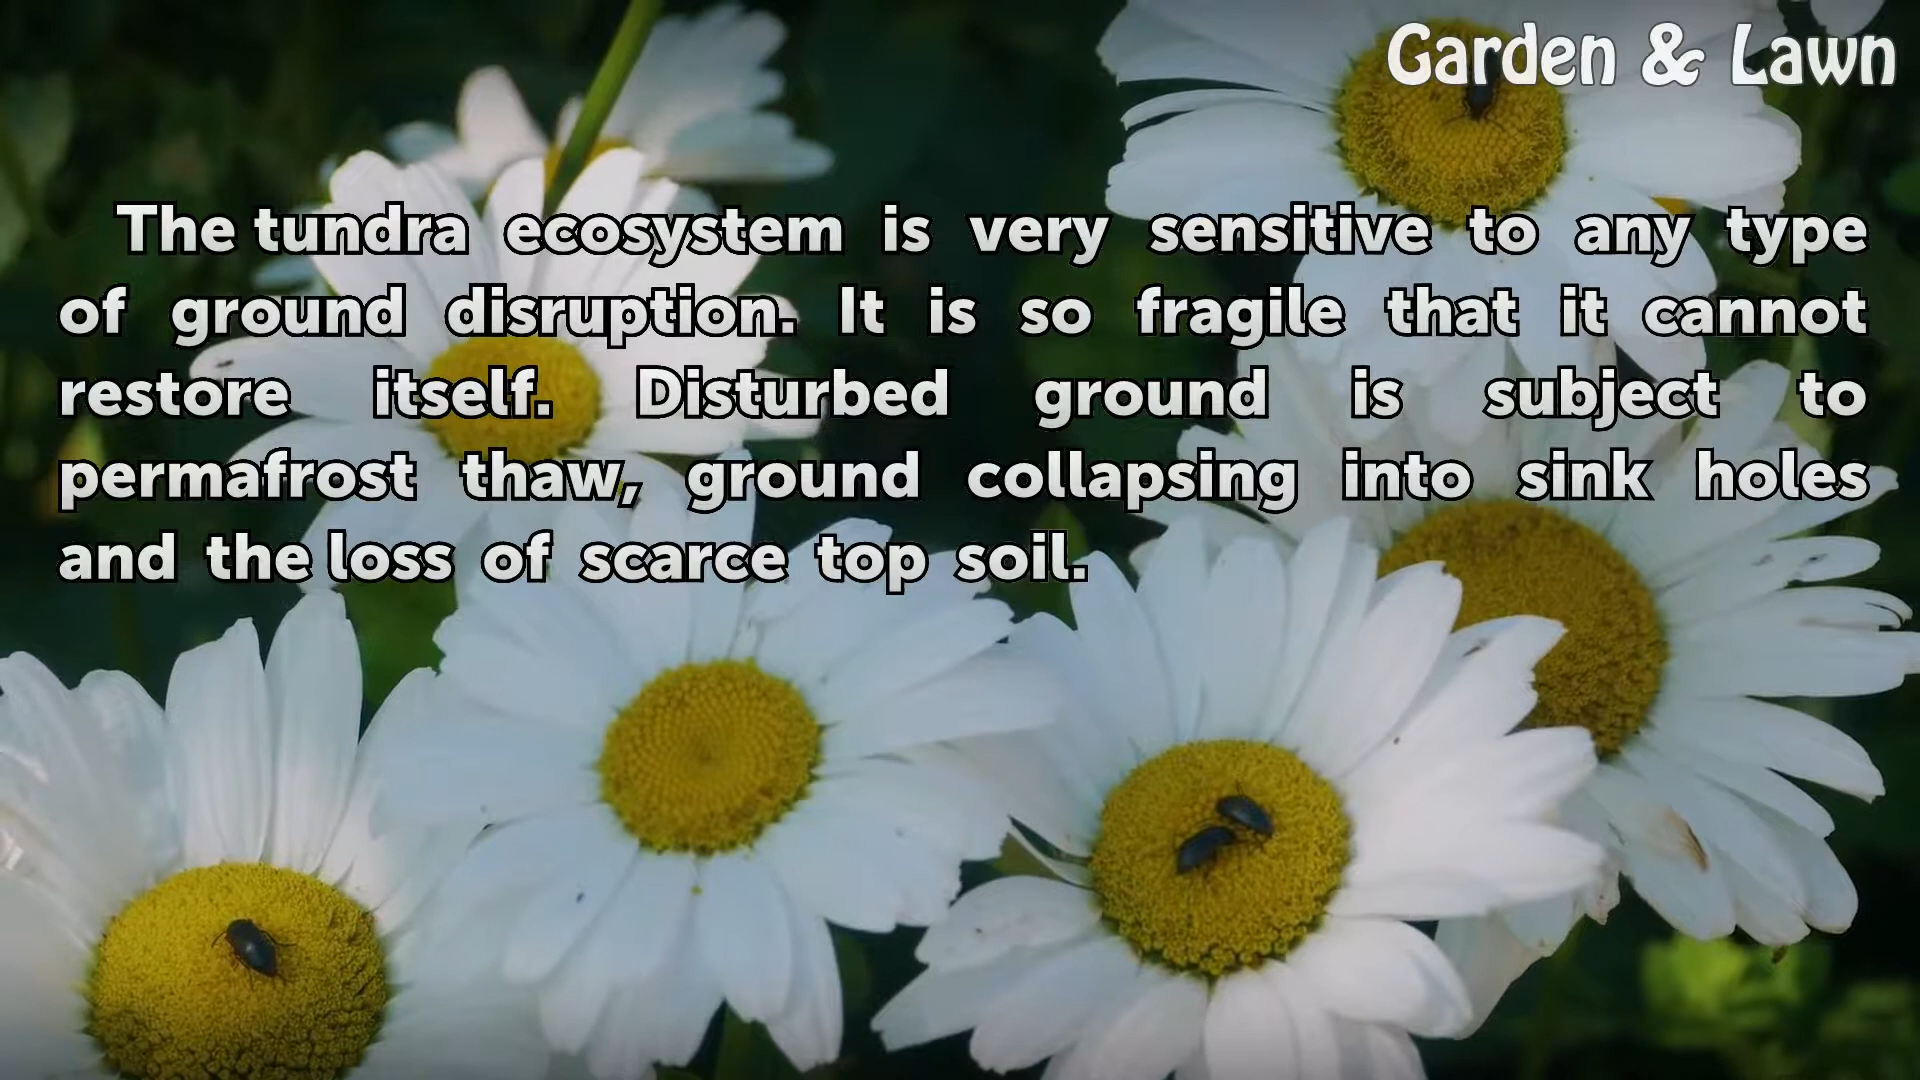 Garden & Lawn
The tundra ecosystem is very sensitive to any type
of ground disruption. It is so fragile that it cannot
restore itself. Disturbed ground is subject to
permafrost thaw, ground collapsing into sink holes
and the loss of scarce top soil.